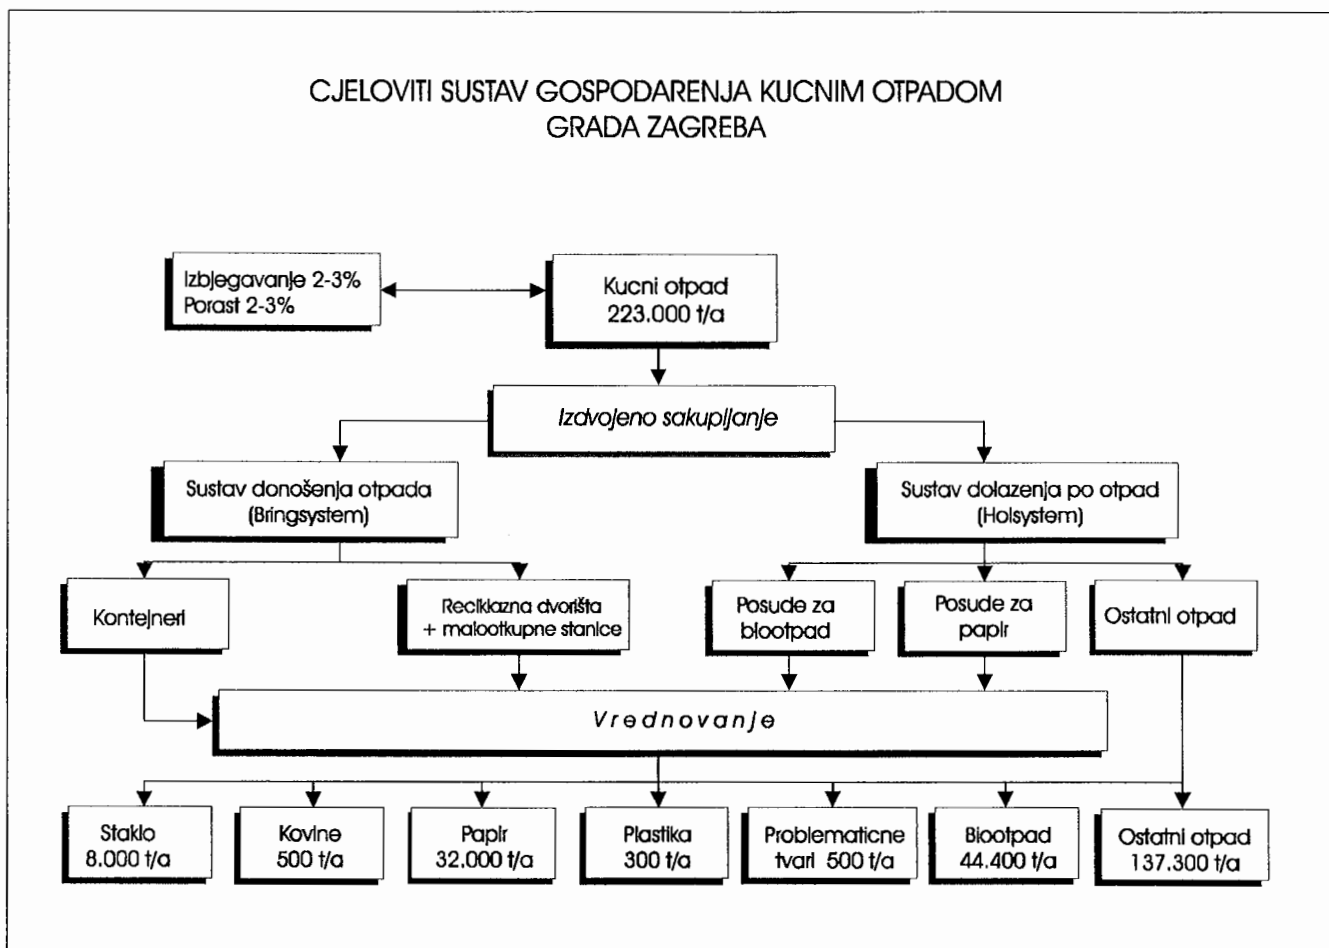 CJELOVITI SUSTAV GOSPODARENJA KUCNIM OTPADOM
GRADA ZAGREBA
Izbjegavanje 2-3%
Porast 2-3%
Kucni otpad
223.000 t/a
Izdvojeno sakupljanje
Sustav donošenja otpada
(Bringsystem)
Sustav dolazenja po otpad
(Holsystem)
Kontejneri
Reciklazna dvorišta
+ malootkupne stanice
Posude za
biootpad
Posude za
papir
Ostatni otpad
Vrednovanje
Staklo
8.000 t/a
Kovine
500 t/a
Papir
32.000 t/a
Plastika
300 t/a
Problematicne
tvari 500 t/a
Biootpad
44.400 t/a
Ostatni otpad
137.300 t/a